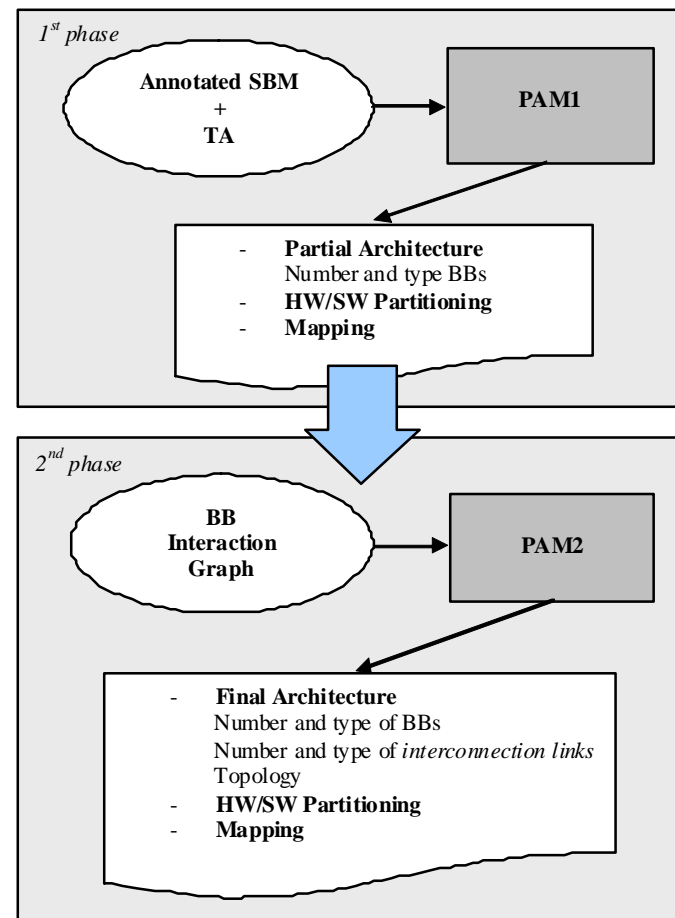 1st phase
Annotated SBM
+
TA
PAM1
- Partial Architecture
Number and type BBs
- HW/SW Partitioning
- Mapping
2nd phase
BB
Interaction
Graph
PAM2
- Final Architecture
Number and type of BBs
Number and type of interconnection links
Topology
- HW/SW Partitioning
- Mapping